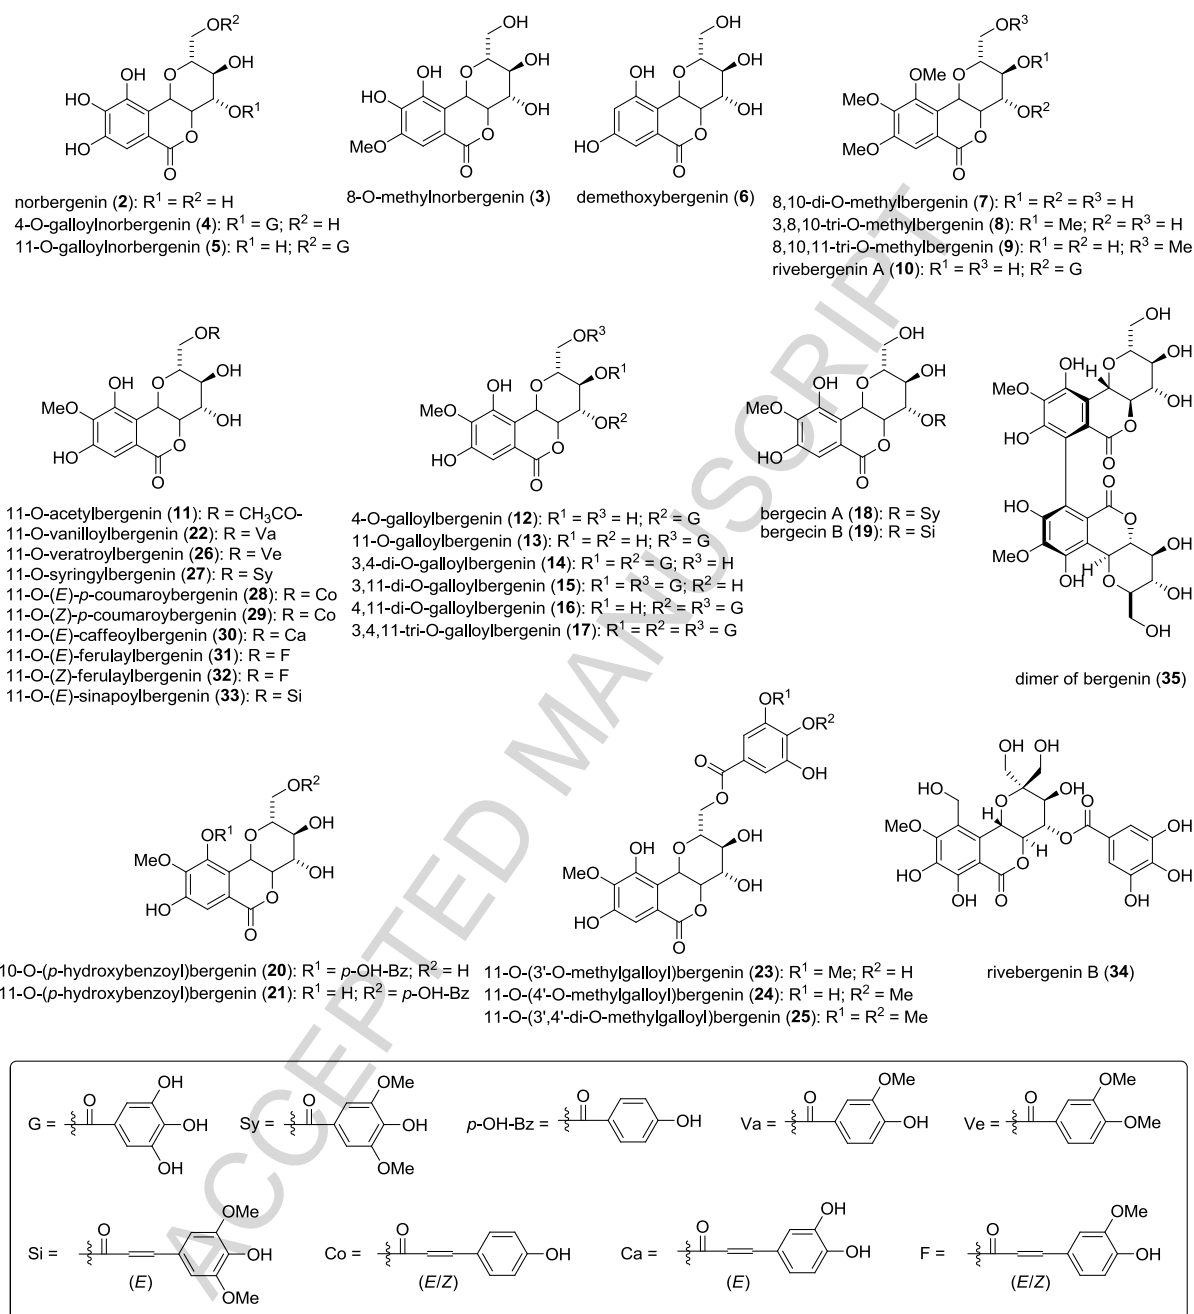 norbergenin (2): R¹ = R² = H
4-O-galloylnorbergenin (4): R¹ = G; R² = H
11-O-galloylnorbergenin (5): R¹ = H; R² = G
8-O-methylnorbergenin (3)
demethoxybergenin (6)
8,10-di-O-methylbergenin (7): R¹ = R² = R³ = H
3,8,10-tri-O-methylbergenin (8): R¹ = Me; R² = R³ = H
8,10,11-tri-O-methylbergenin (9): R¹ = R² = H; R³ = Me
rivebergenin A (10): R¹ = R³ = H; R² = G
11-O-acetylbergenin (11): R = CH₃CO-
11-O-vanilloylbergenin (22): R = Va
11-O-veratroylbergenin (26): R = Ve
11-O-syringylbergenin (27): R = Sy
11-O-(E)-p-coumaroybergenin (28): R = Co
11-O-(Z)-p-coumaroybergenin (29): R = Co
11-O-(E)-caffeoylbergenin (30): R = Ca
11-O-(E)-ferulaylbergenin (31): R = F
11-O-(Z)-ferulaylbergenin (32): R = F
11-O-(E)-sinapoylbergenin (33): R = Si
4-O-galloylbergenin (12): R¹ = R³ = H; R² = G
11-O-galloylbergenin (13): R¹ = R² = H; R³ = G
3,4-di-O-galloylbergenin (14): R¹ = R² = G; R³ = H
3,11-di-O-galloylbergenin (15): R¹ = R³ = G; R² = H
4,11-di-O-galloylbergenin (16): R¹ = H; R² = R³ = G
3,4,11-tri-O-galloylbergenin (17): R¹ = R² = R³ = G
bergecin A (18): R = Sy
bergecin B (19): R = Si
dimer of bergenin (35)
10-O-(p-hydroxybenzoyl)bergenin (20): R¹ = p-OH-Bz; R² = H
11-O-(p-hydroxybenzoyl)bergenin (21): R¹ = H; R² = p-OH-Bz
11-O-(3'-O-methylgalloyl)bergenin (23): R¹ = Me; R² = H
11-O-(4'-O-methylgalloyl)bergenin (24): R¹ = H; R² = Me
11-O-(3',4'-di-O-methylgalloyl)bergenin (25): R¹ = R² = Me
rivebergenin B (34)
G =
Sy =
p-OH-Bz =
Va =
Ve =
Si =
(E)
Co =
(E/Z)
Ca =
(E)
F =
(E/Z)
ACCEPTED MANUSCRIPT